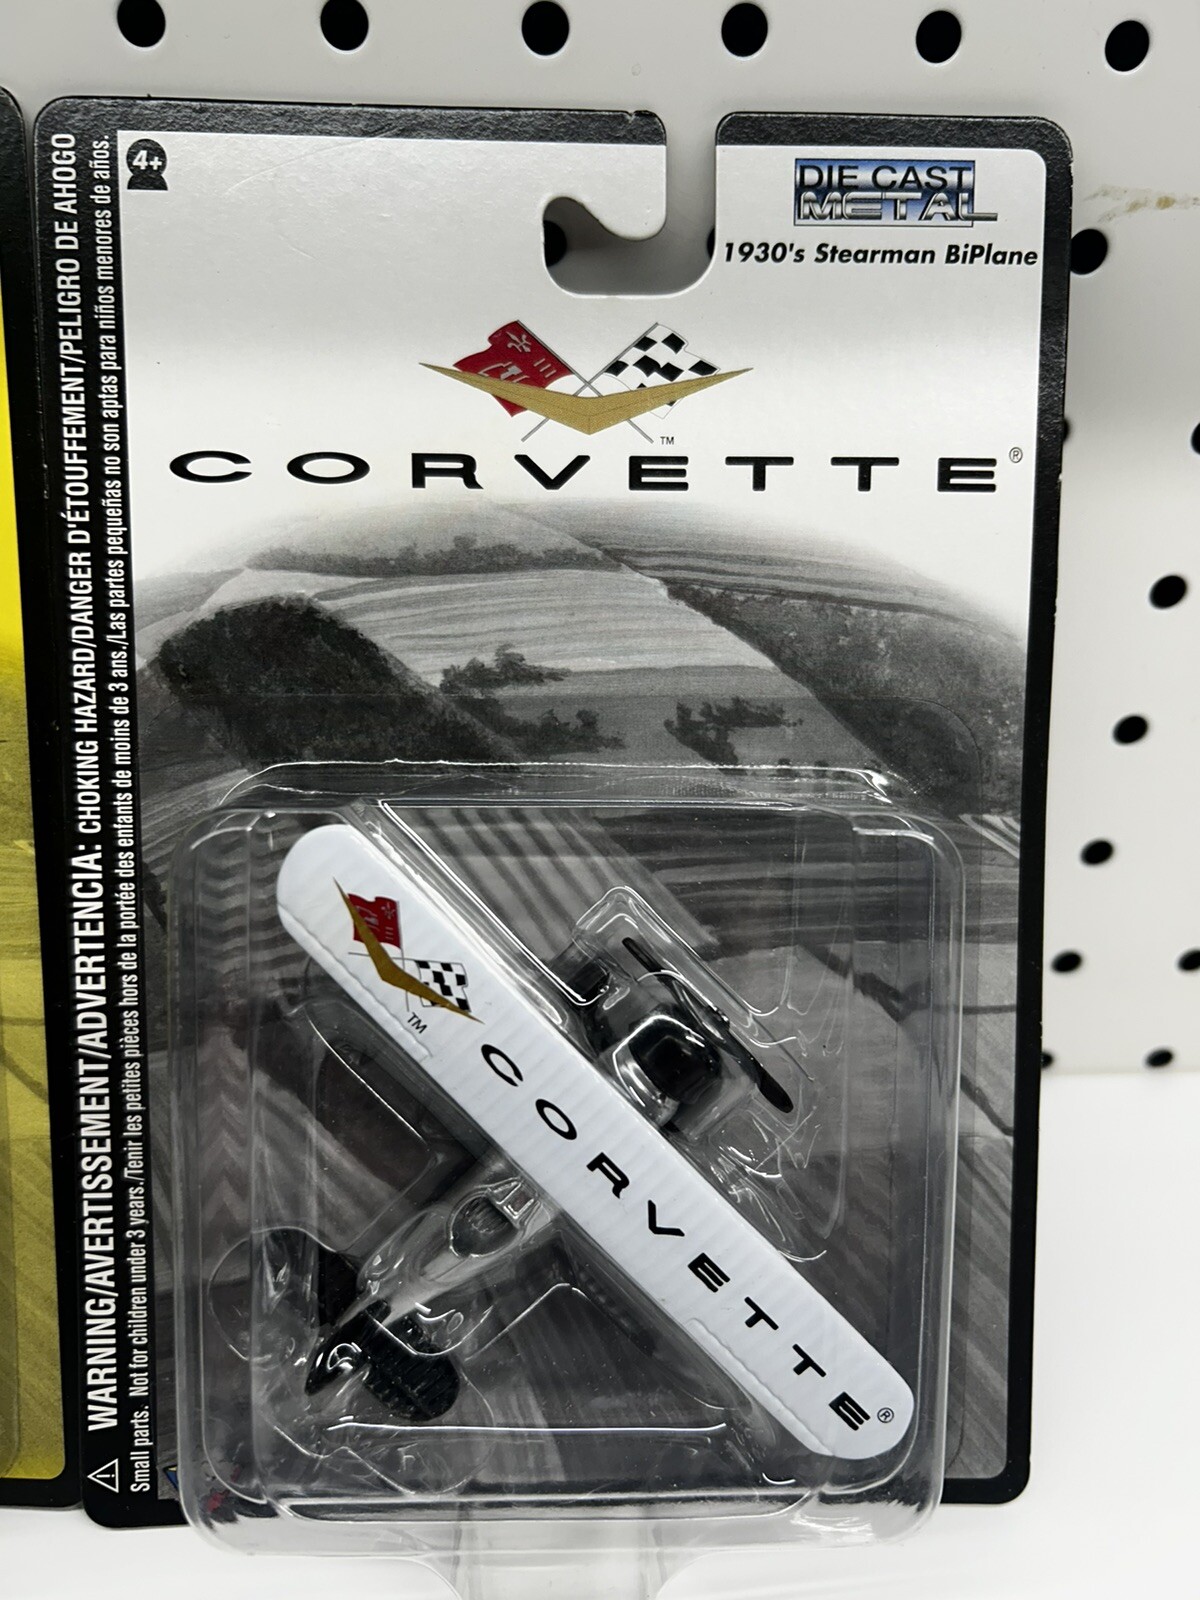 4+
DIE CAST
METAL
1930's Stearman BiPlane
TM
CORVETTE®
WARNING/AVERTISSEMENT/ADVERTENCIA: CHOKING HAZARD/DANGER D'ÉTOUFFEMENT/PELIGRO DE AHOGO
Small parts. Not for children under 3 years./Tenir les petites pièces hors de la portée des enfants de moins de 3 ans./Las partes pequeñas no son aptas para niños menores de años.
TM
CORVETTE®